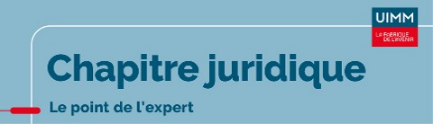 UIMM
LA FABRIQUE
DE L'AVENIR
Chapitre juridique
Le point de l'expert